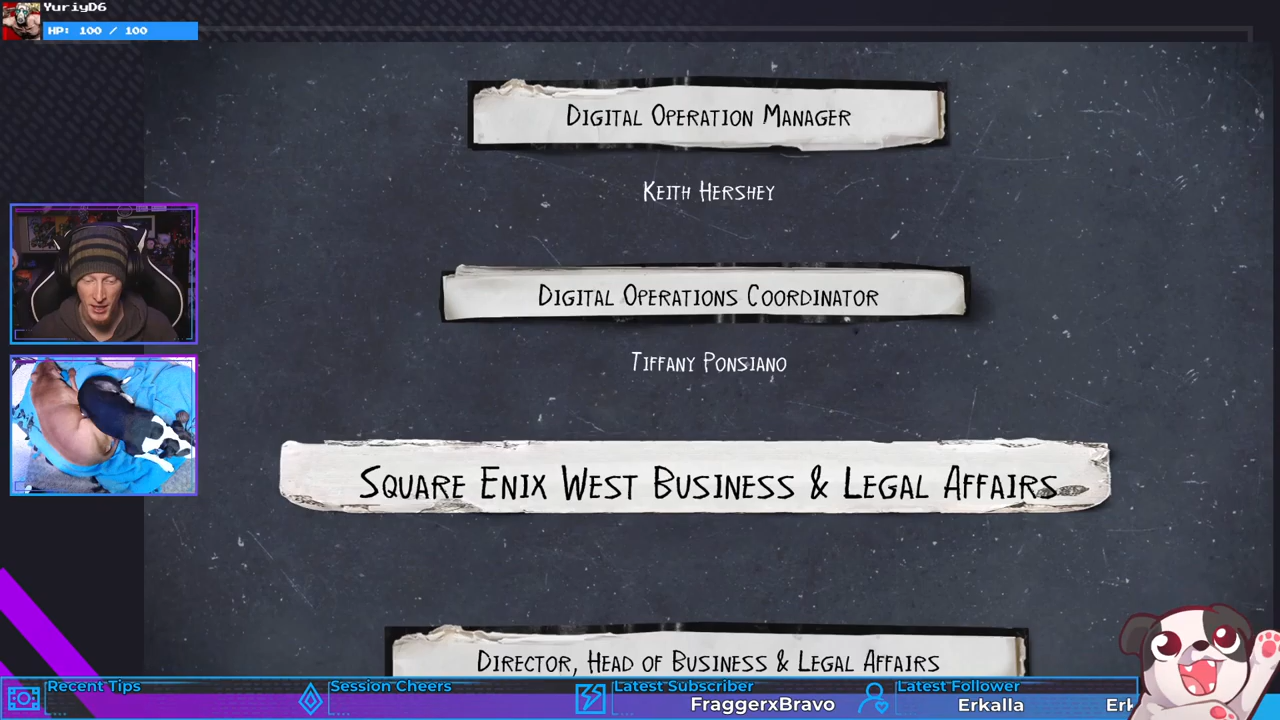 YuriyD6
HP: 100 / 100
Digital Operation Manager
Keith Hershey
Digital Operations Coordinator
Tiffany Ponsiano
Square Enix West Business & Legal Affairs
Director, Head of Business & Legal Affairs
Recent Tips
Session Cheers
Latest Subscriber
FraggerxBravo
Latest Follower
Erkalla
Erk